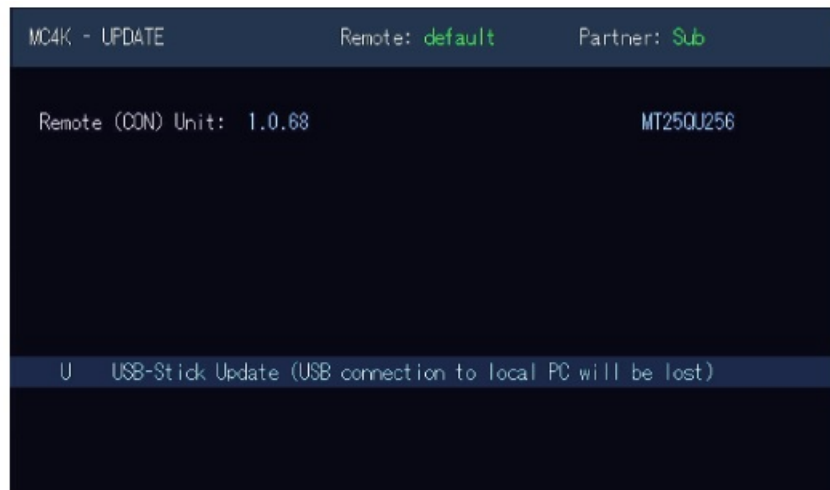 MC4K - UPDATE Remote: default Partner: Sub
Remote (CON) Unit: 1.0.68 MT25QU256
U USB-Stick Update (USB connection to local PC will be lost)